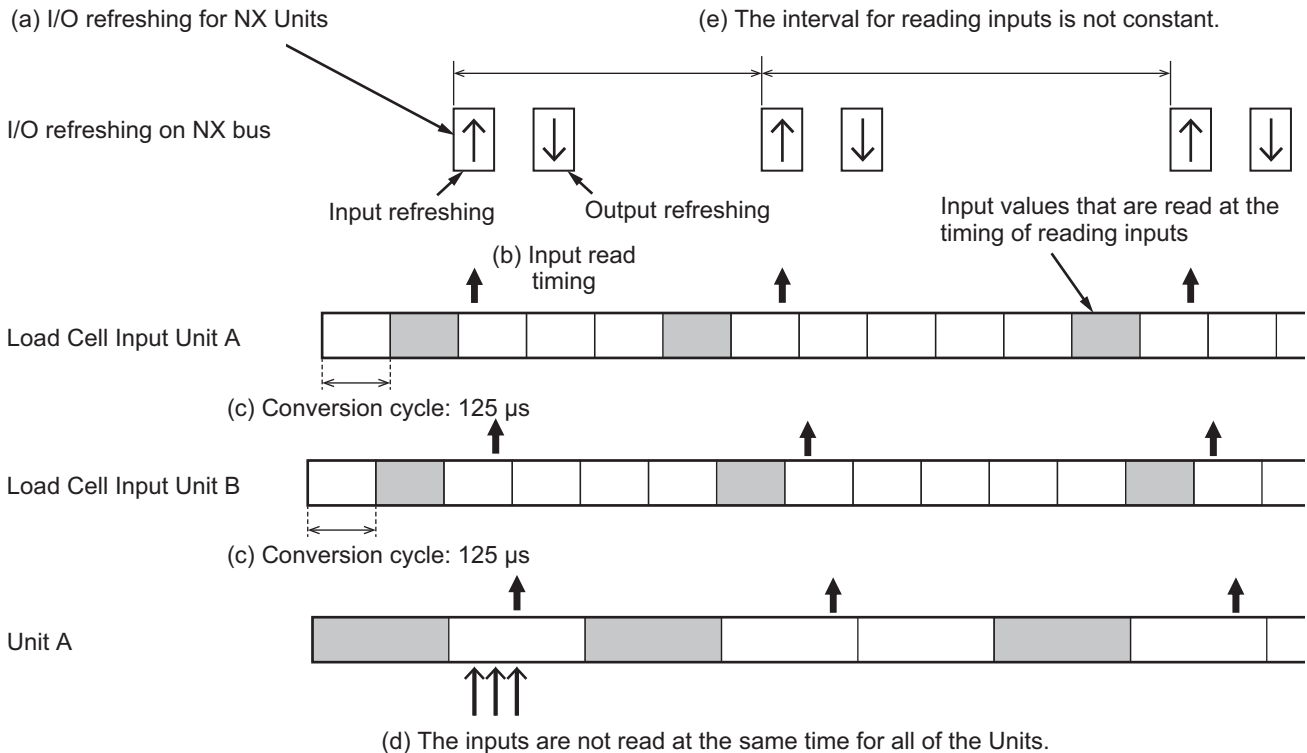 (a) I/O refreshing for NX Units
(e) The interval for reading inputs is not constant.
I/O refreshing on NX bus
Input refreshing
Output refreshing
Input values that are read at the
timing of reading inputs
(b) Input read
timing
Load Cell Input Unit A
(c) Conversion cycle: 125 µs
Load Cell Input Unit B
(c) Conversion cycle: 125 µs
Unit A
(d) The inputs are not read at the same time for all of the Units.